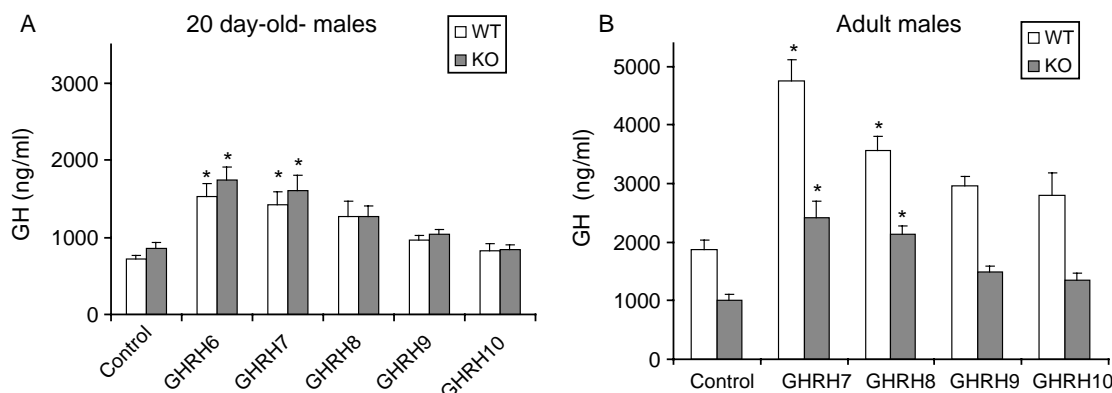 A
20 day-old- males
WT
KO
GH (ng/ml)
3000
2000
1000
0
* * * *
Control
GHRH6
GHRH7
GHRH8
GHRH9
GHRH10
B
Adult males
WT
KO
GH (ng/ml)
5000
4000
3000
2000
1000
0
*
*
*
*
Control GHRH7 GHRH8 GHRH9 GHRH10